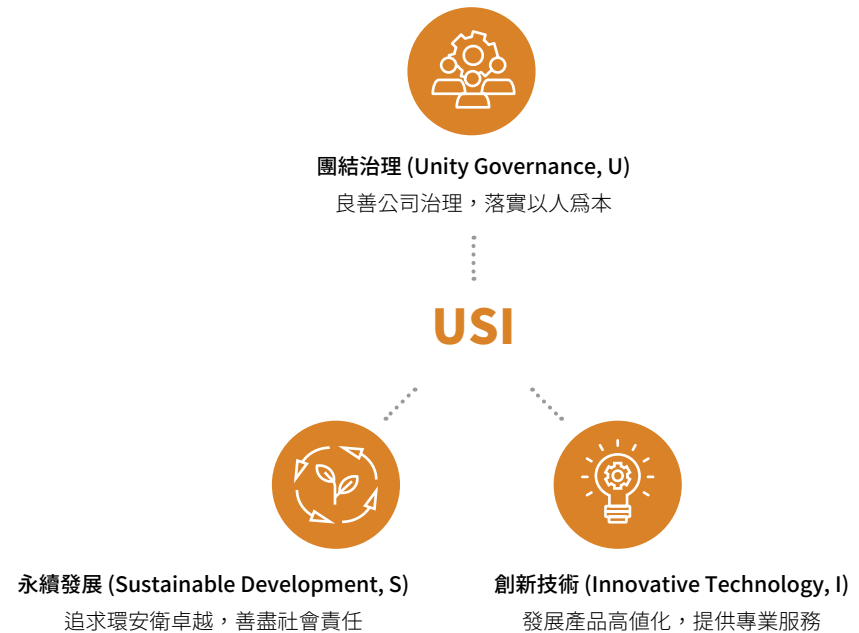 團結治理 (Unity Governance, U)
良善公司治理，落實以人爲本
USI
永續發展 (Sustainable Development, S)
追求環安衛卓越，善盡社會責任
創新技術 (Innovative Technology, I)
發展產品高值化，提供專業服務